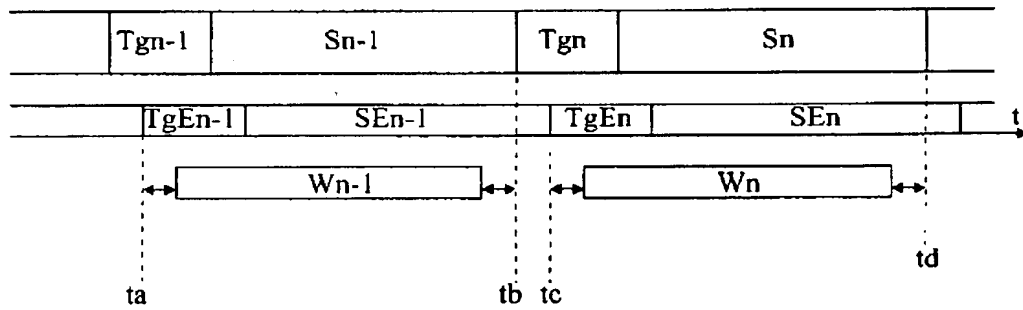 Tgn-1 Sn-1 Tgn Sn
TgEn-1 SEn-1 TgEn SEn t
Wn-1 Wn
td
ta tb tc